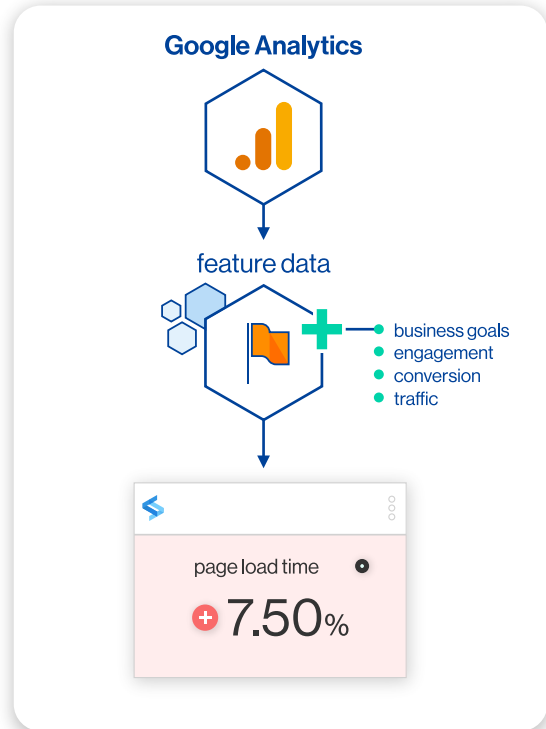 Google Analytics
feature data
business goals
engagement
conversion
traffic
page load time
7.50%